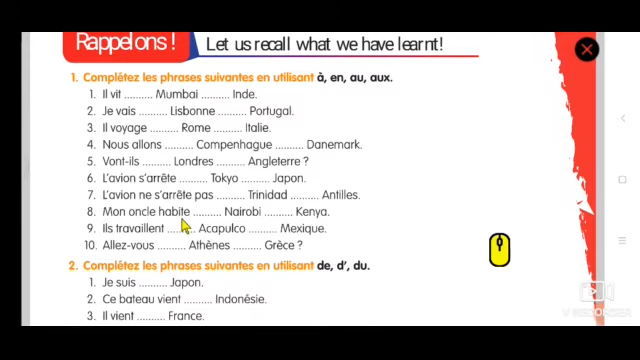 Rappelons !
Let us recall what we have learnt!
1. Complétez les phrases suivantes en utilisant à, en, au, aux.
1. Il vit .......... Mumbai .......... Inde.
2. Je vais .......... Lisbonne .......... Portugal.
3. Il voyage .......... Rome .......... Italie.
4. Nous allons .......... Compenhague .......... Danemark.
5. Vont-ils .......... Londres .......... Angleterre ?
6. L'avion s'arrête .......... Tokyo .......... Japon.
7. L'avion ne s'arrête pas .......... Trinidad .......... Antilles.
8. Mon oncle habite .......... Nairobi .......... Kenya.
9. Ils travaillent .......... Acapulco .......... Mexique.
10. Allez-vous .......... Athènes .......... Grèce ?
2. Complétez les phrases suivantes en utilisant de, d', du.
1. Je suis .......... Japon.
2. Ce bateau vient .......... Indonésie.
3. Il vient .......... France.